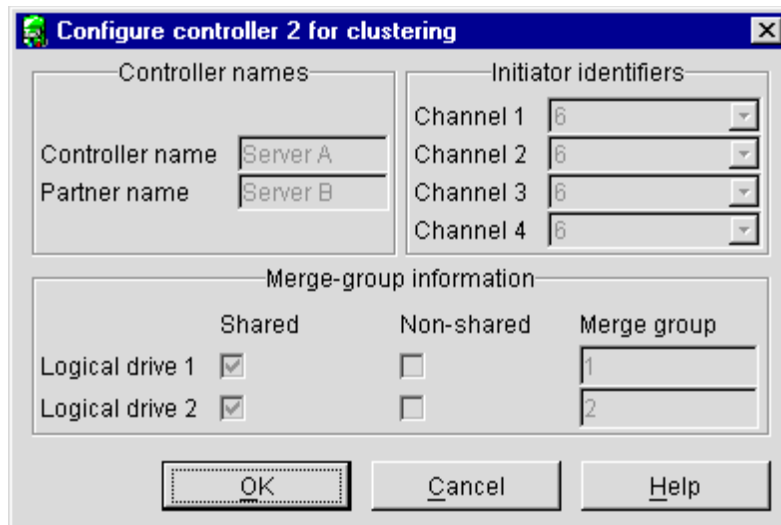 Configure controller 2 for clustering
Controller names
Controller name Server A
Partner name Server B
Initiator identifiers
Channel 1 6
Channel 2 6
Channel 3 6
Channel 4 6
Merge-group information
Shared Non-shared Merge group
Logical drive 1 1
Logical drive 2 2
OK Cancel Help